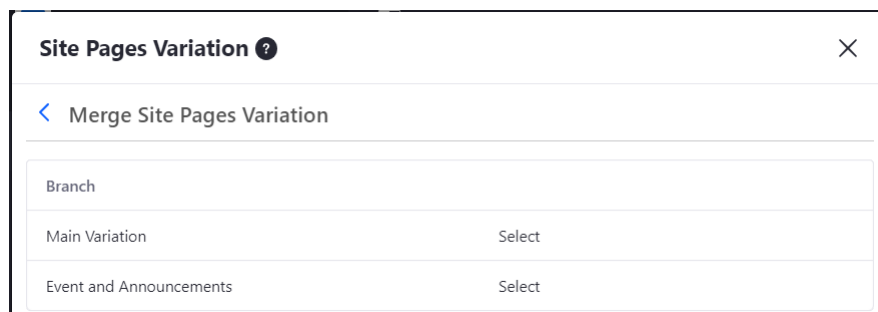 Site Pages Variation ?
Merge Site Pages Variation
Branch
Main Variation Select
Event and Announcements Select